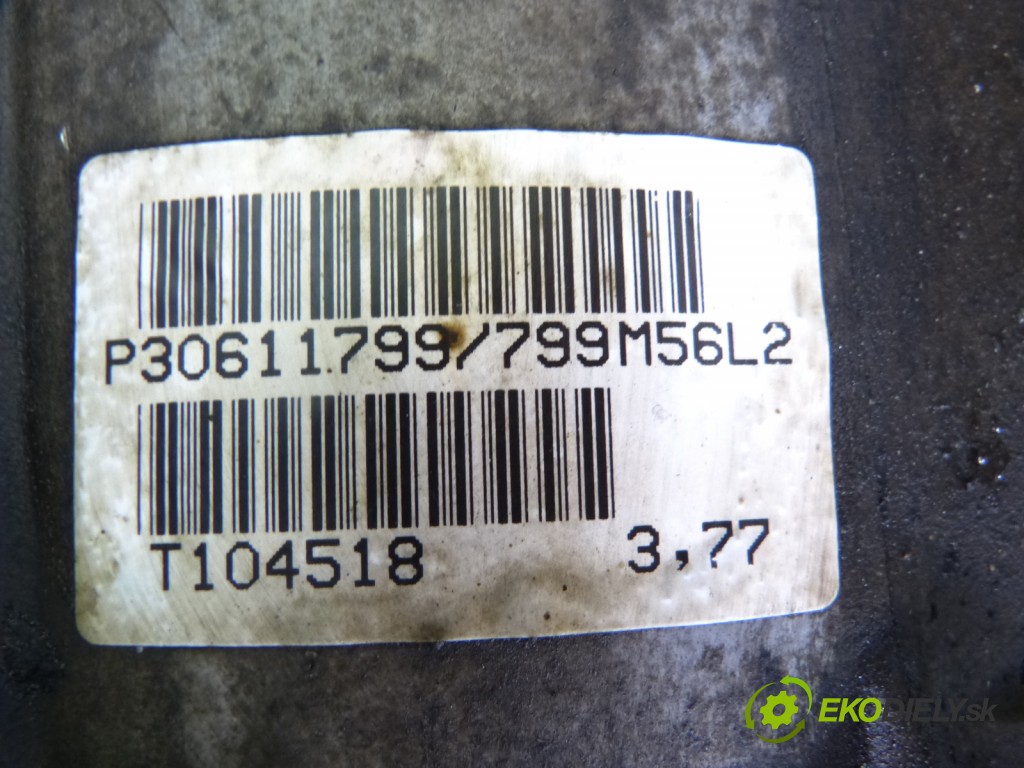 P30611799/799M56L2
T104518 3,77
EKODIELY.sk